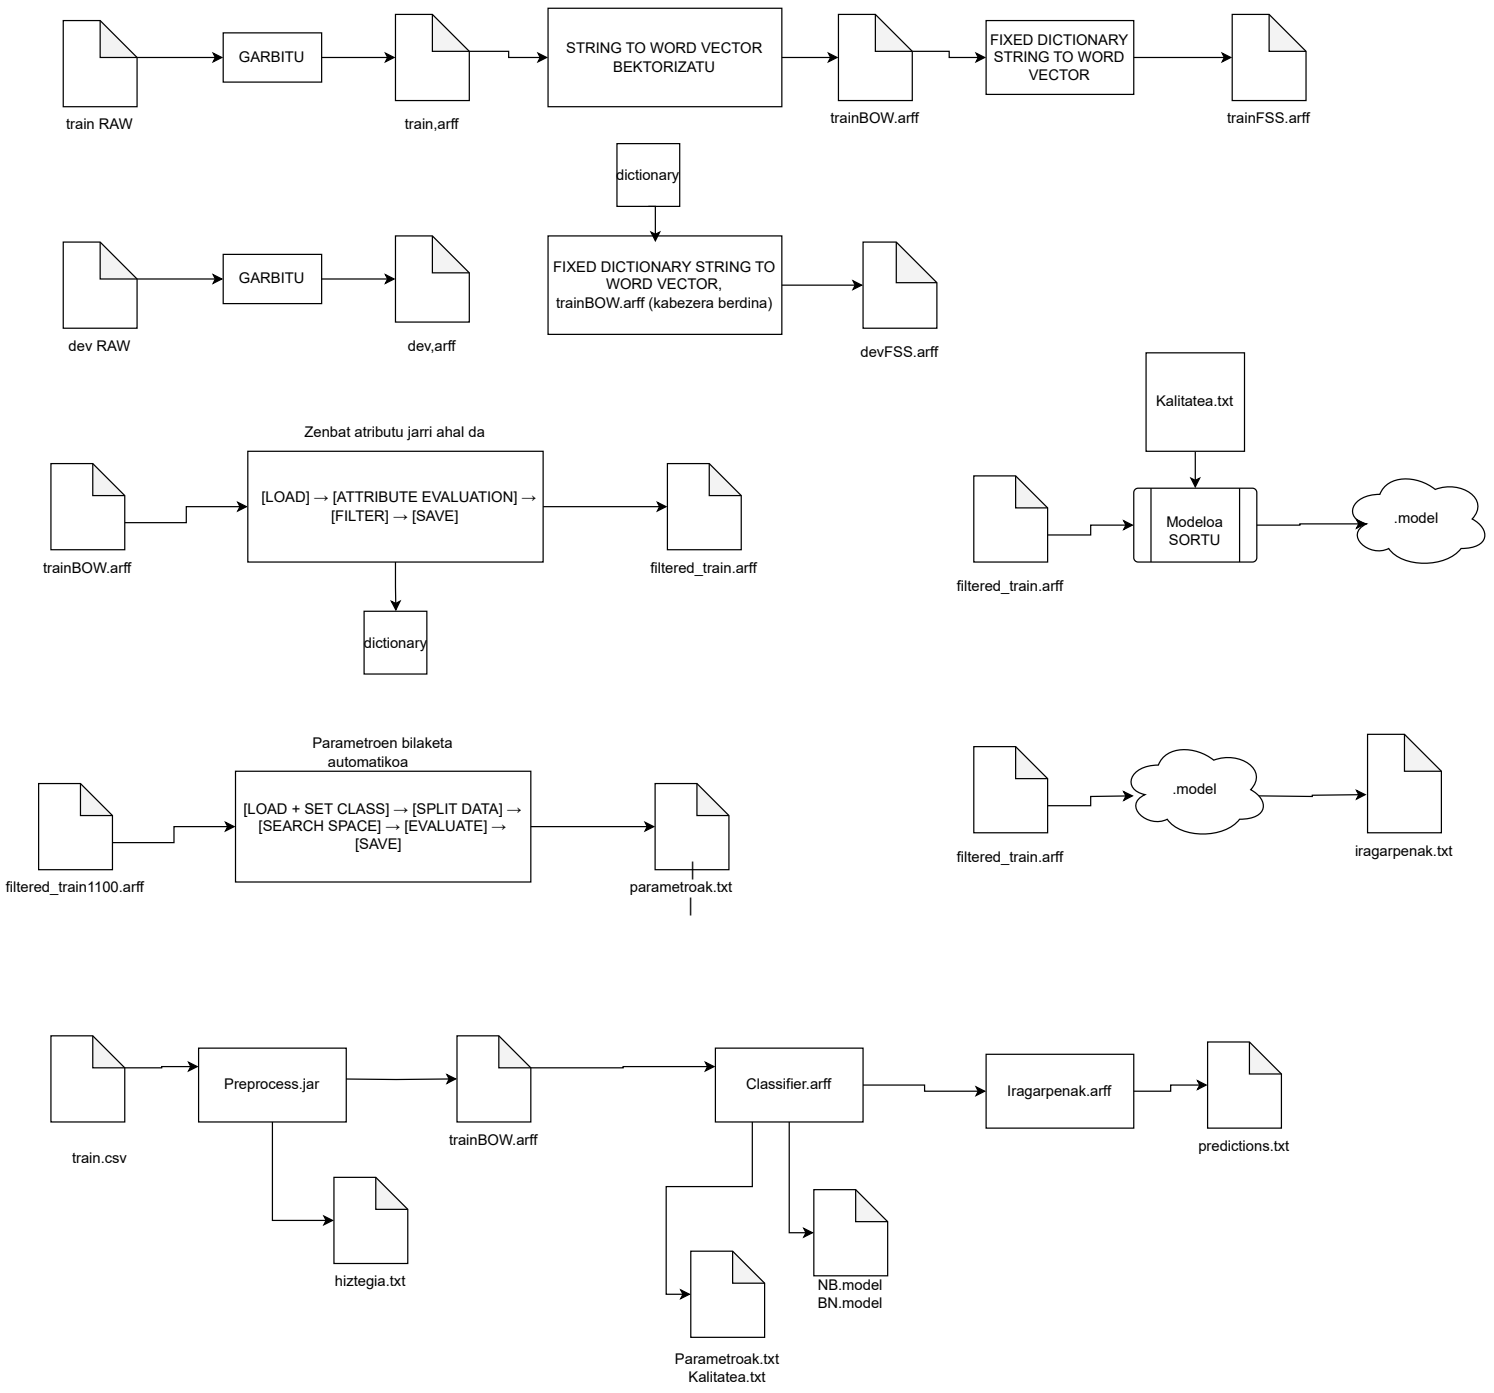 GARBITU
STRING TO WORD VECTOR
BEKTORIZATU
FIXED DICTIONARY
STRING TO WORD
VECTOR
train RAW
train,arff
trainBOW.arff
trainFSS.arff
dictionary
GARBITU
FIXED DICTIONARY STRING TO
WORD VECTOR,
trainBOW.arff (kabezera berdina)
dev RAW
dev,arff
devFSS.arff
Kalitatea.txt
Zenbat atributu jarri ahal da
[LOAD] → [ATTRIBUTE EVALUATION] →
[FILTER] → [SAVE]
trainBOW.arff
filtered_train.arff
dictionary
Modeloa
SORTU
.model
filtered_train.arff
Parametroen bilaketa
automatikoa
[LOAD + SET CLASS] → [SPLIT DATA] →
[SEARCH SPACE] → [EVALUATE] →
[SAVE]
filtered_train1100.arff
parametroak.txt
.model
filtered_train.arff
iragarpenak.txt
Preprocess.jar
Classifier.arff
Iragarpenak.arff
train.csv
trainBOW.arff
predictions.txt
hiztegia.txt
NB.model
BN.model
Parametroak.txt
Kalitatea.txt